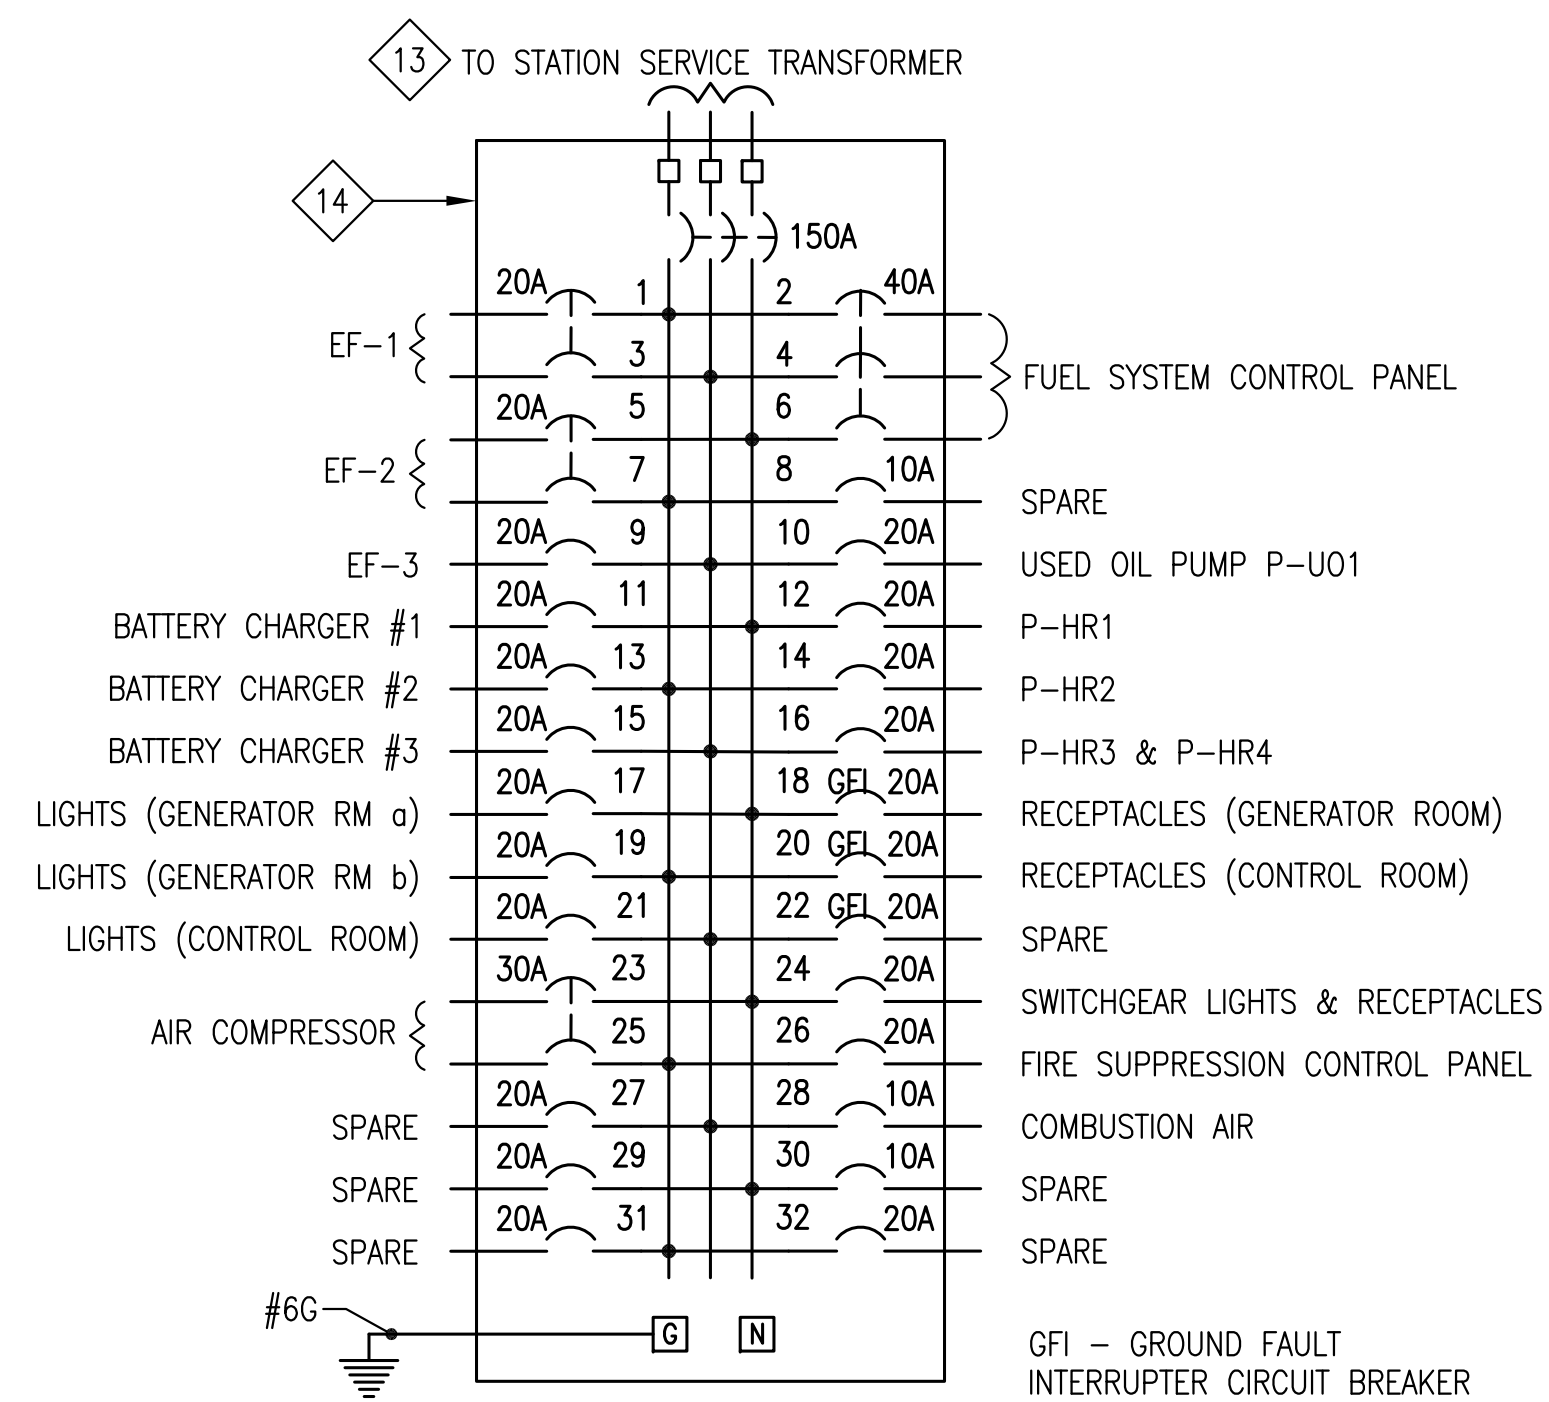 13 TO STATION SERVICE TRANSFORMER
14
150A
20A 1 2 40A
EF-1
3 4
FUEL SYSTEM CONTROL PANEL
20A 5 6
EF-2
7 8 10A
SPARE
20A 9 10 20A
EF-3 USED OIL PUMP P-UO1
20A 11 12 20A
BATTERY CHARGER #1 P-HR1
20A 13 14 20A
BATTERY CHARGER #2 P-HR2
20A 15 16 20A
BATTERY CHARGER #3 P-HR3 & P-HR4
20A 17 18 GFI 20A
LIGHTS (GENERATOR RM a) RECEPTACLES (GENERATOR ROOM)
20A 19 20 GFI 20A
LIGHTS (GENERATOR RM b) RECEPTACLES (CONTROL ROOM)
20A 21 22 GFI 20A
LIGHTS (CONTROL ROOM) SPARE
30A 23 24 20A
SWITCHGEAR LIGHTS & RECEPTACLES
AIR COMPRESSOR
25 26 20A
FIRE SUPPRESSION CONTROL PANEL
20A 27 28 10A
SPARE COMBUSTION AIR
20A 29 30 10A
SPARE SPARE
20A 31 32 20A
SPARE SPARE
#6G
G N
GFI - GROUND FAULT
INTERRUPTER CIRCUIT BREAKER